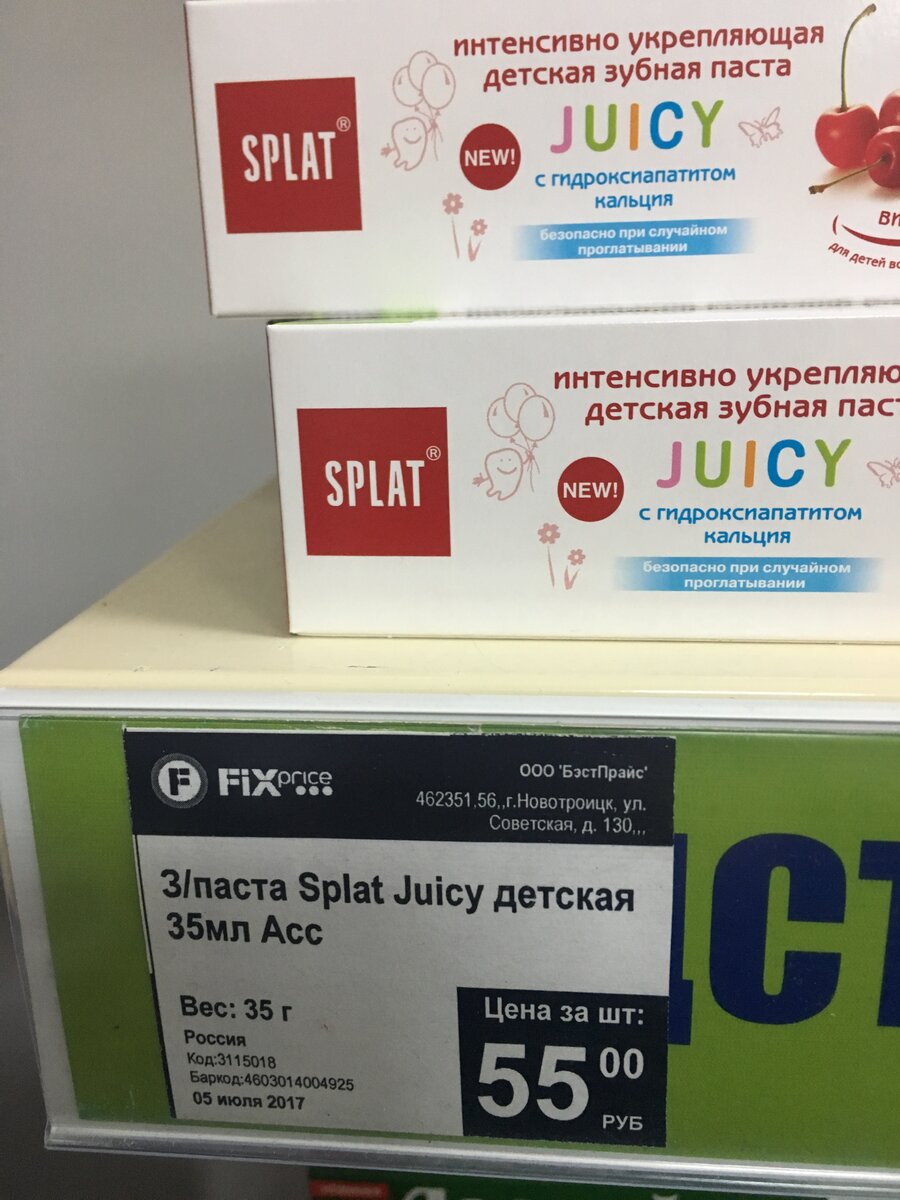 интенсивно укрепляющая
детская зубная паста
SPLAT®
NEW!
JUICY
с гидроксиапатитом
кальция
безопасно при случайном
проглатывании
для детей
интенсивно укрепляю
детская зубная паст
SPLAT®
NEW!
JUICY
с гидроксиапатитом
кальция
безопасно при случайном
проглатывании
F FiXprice
ООО 'БэстПрайс'
462351,56,,г.Новотроицк, ул.
Советская, д. 130,,,
З/паста Splat Juicy детская
35мл Асс
Вес: 35 г
Россия
Код:3115018
Баркод:4603014004925
05 июля 2017
Цена за шт:
55 00
РУБ